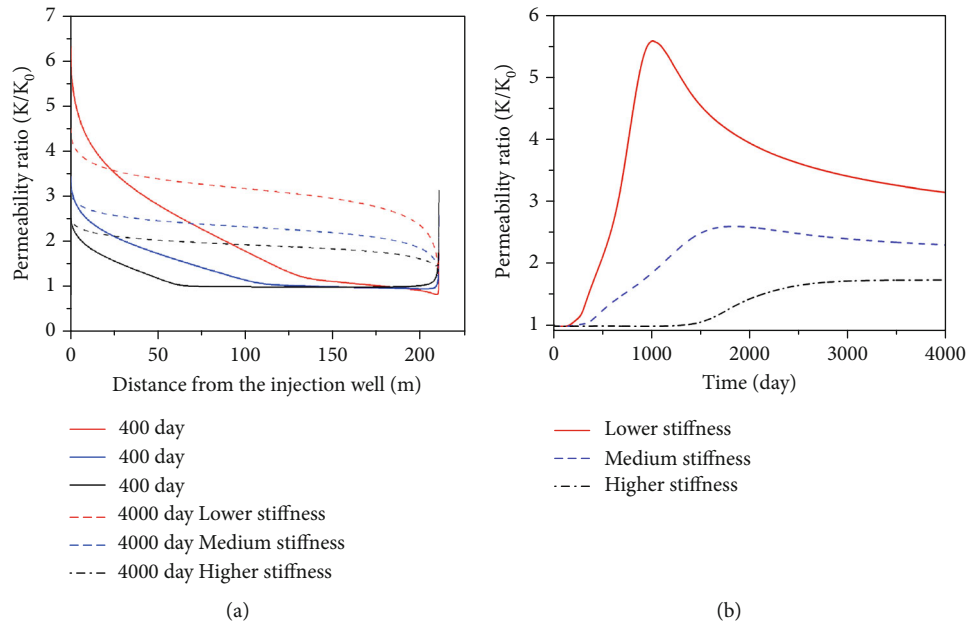 7
6
5
4
3
2
1
0
Permeability ratio (K/K0)
0
50
100
150
200
Distance from the injection well (m)
400 day
400 day
400 day
4000 day Lower stiffness
4000 day Medium stiffness
4000 day Higher stiffness
(a)
6
5
4
3
2
1
Permeability ratio (K/K0)
0
1000
2000
3000
4000
Time (day)
Lower stiffness
Medium stiffness
Higher stiffness
(b)